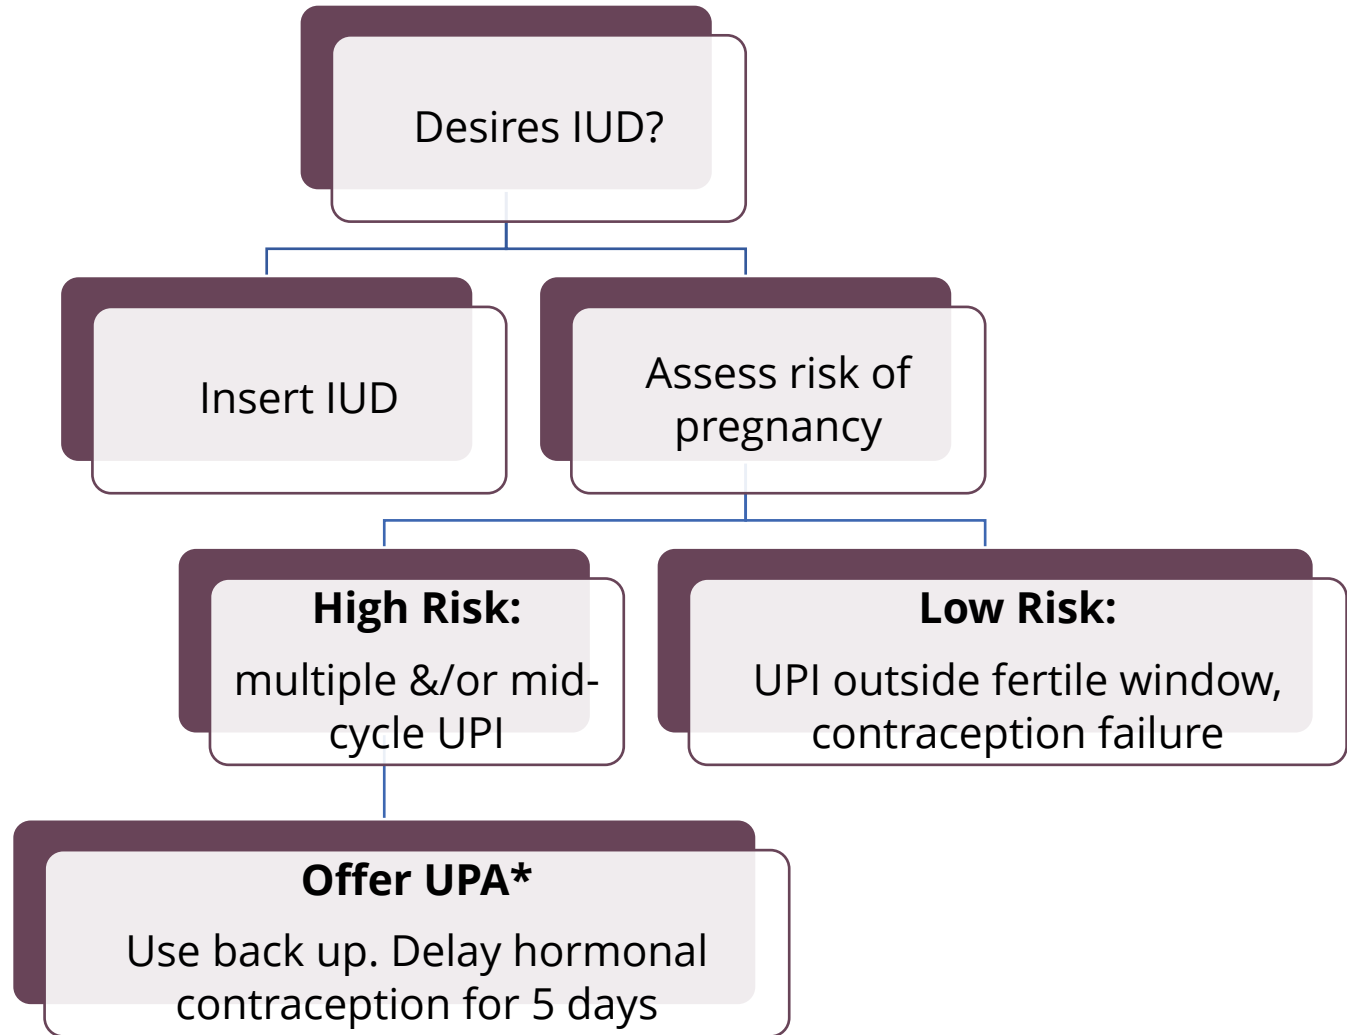 Desires IUD?
Insert IUD
Assess risk of
pregnancy
High Risk:
multiple &/or mid-
cycle UPI
Low Risk:
UPI outside fertile window,
contraception failure
Offer UPA*
Use back up. Delay hormonal
contraception for 5 days